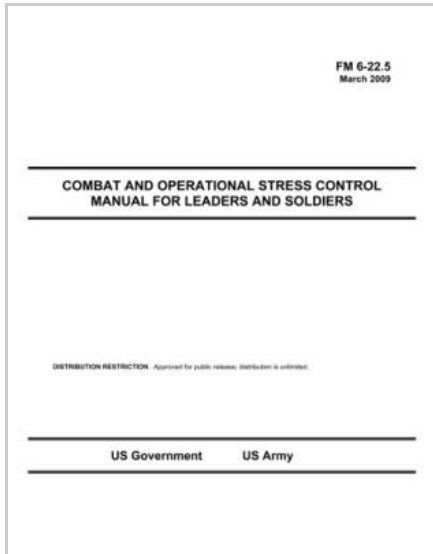 FM 6-22.5
March 2009
COMBAT AND OPERATIONAL STRESS CONTROL
MANUAL FOR LEADERS AND SOLDIERS
DISTRIBUTION RESTRICTION. Approved for public release; distribution is unlimited.
US Government US Army